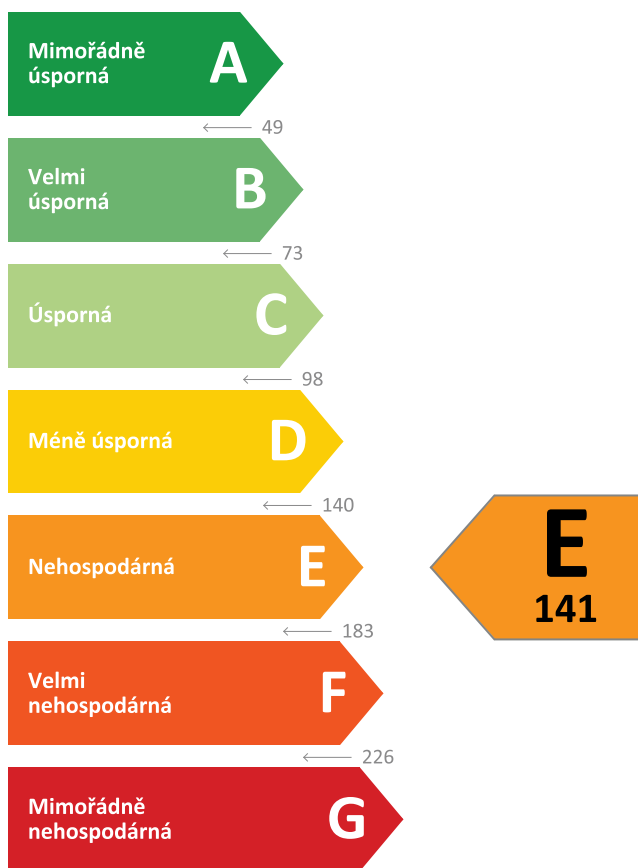 Mimořádně
úsporná
A
49
Velmi
úsporná
B
73
Úsporná
C
98
Méně úsporná
D
140
Nehospodárná
E
E
141
183
Velmi
nehospodárná
F
226
Mimořádně
nehospodárná
G